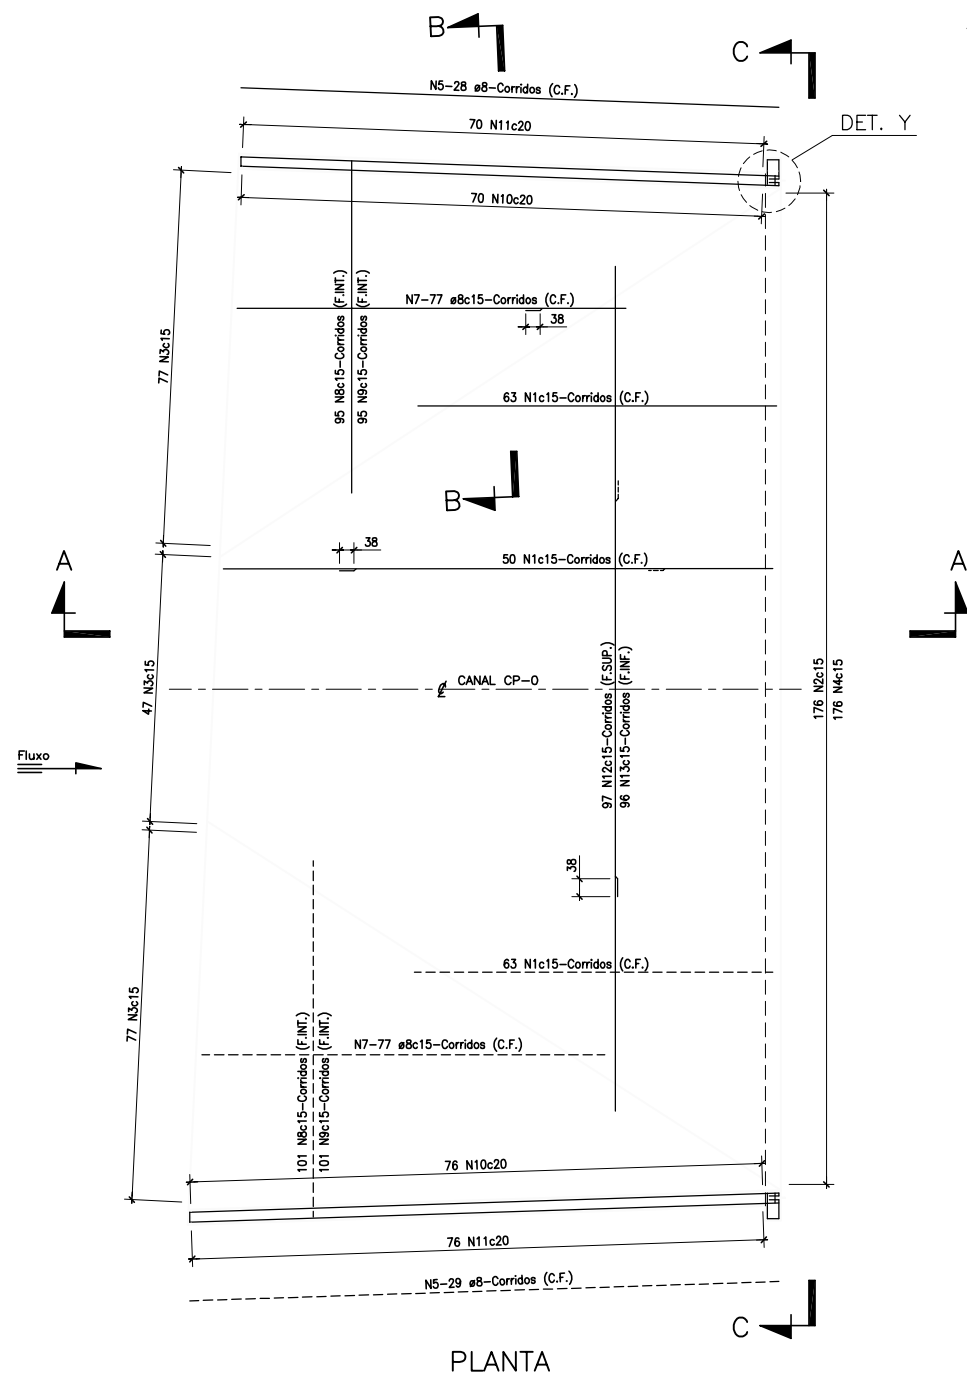 B
C
N5-28 ø8-Corridos (C.F.)
70 N11c20
DET. Y
70 N10c20
95 N8c15-Corridos (F.INT.)
95 N9c15-Corridos (F.INT.)
N7-77 ø8c15-Corridos (C.F.)
38
77 N3c15
63 N1c15-Corridos (C.F.)
B
38
50 N1c15-Corridos (C.F.)
A
A
47 N3c15
CANAL CP-0
97 N12c15-Corridos (F.SUP.)
96 N13c15-Corridos (F.INF.)
176 N2c15
176 N4c15
Fluxo
38
63 N1c15-Corridos (C.F.)
77 N3c15
101 N8c15-Corridos (F.INT.)
101 N9c15-Corridos (F.INT.)
N7-77 ø8c15-Corridos (C.F.)
76 N10c20
76 N11c20
N5-29 ø8-Corridos (C.F.)
C
PLANTA